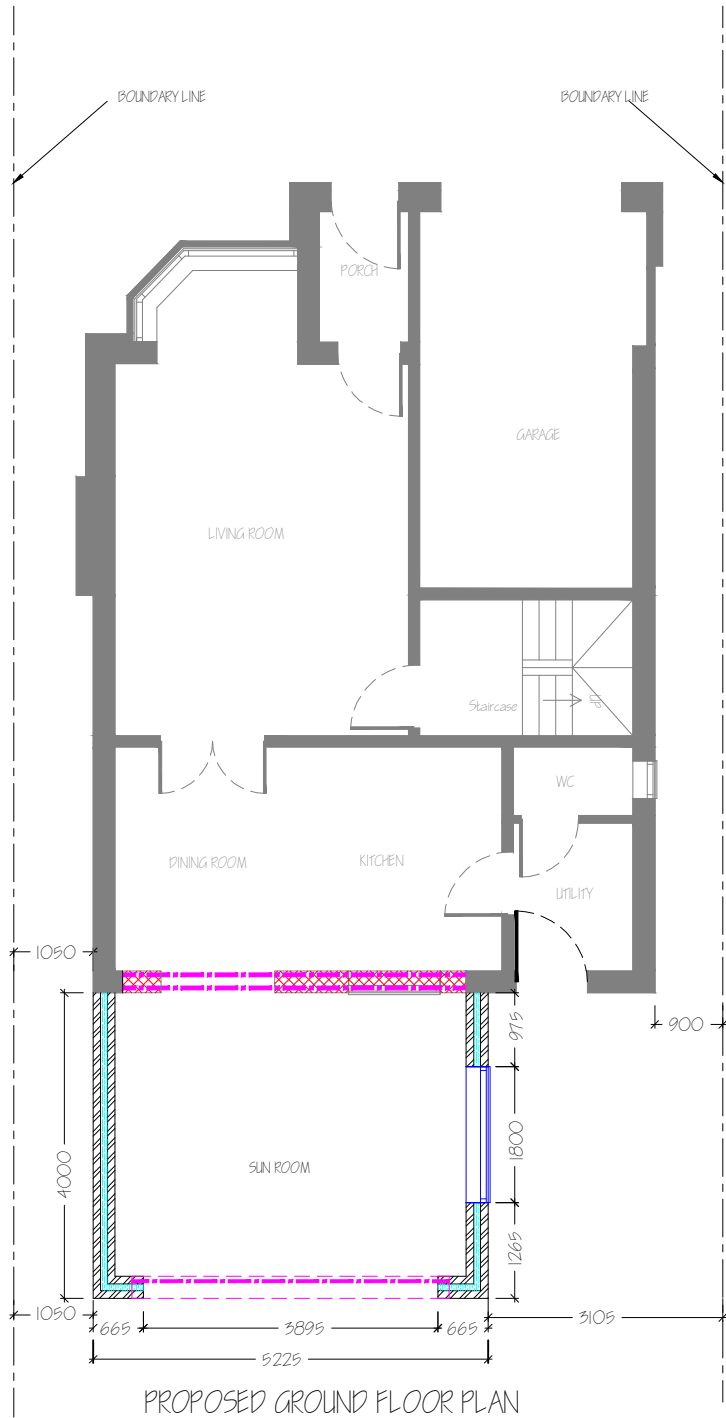 BOUNDARY LINE
BOUNDARY LINE
PORCH
GARAGE
LIVING ROOM
Staircase
UP
WC
DINING ROOM
KITCHEN
UTILITY
1050
975
900
4000
SUN ROOM
1800
1265
1050
665
3895
665
3105
5225
PROPOSED GROUND FLOOR PLAN